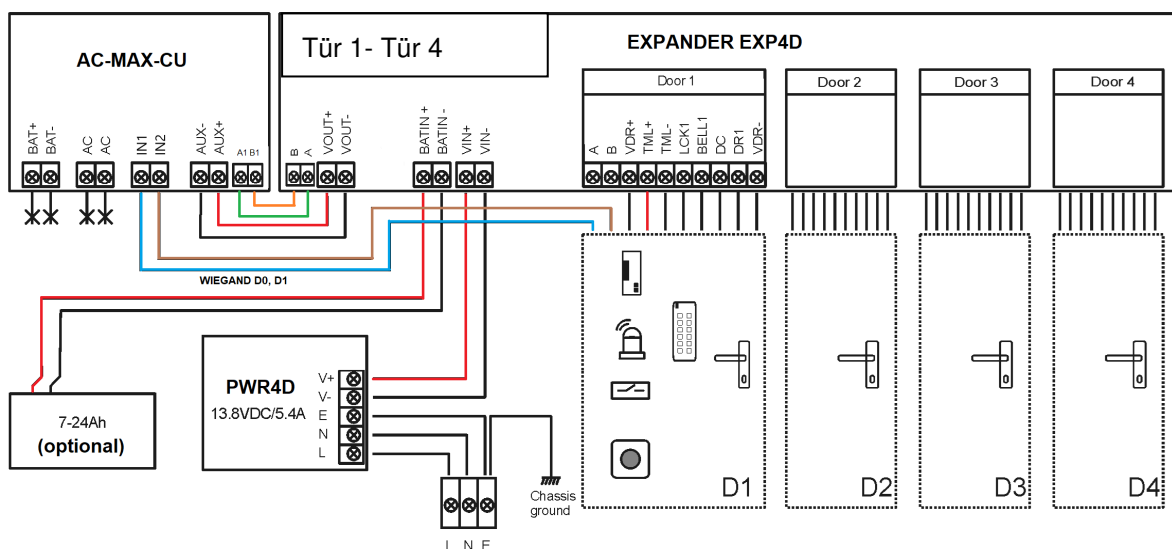 AC-MAX-CU
BAT+
BAT-
AC
AC
IN1
IN2
AUX-
AUX+
A1 B1
Tür 1- Tür 4
EXPANDER EXP4D
B
A
VOUT+
VOUT-
BATIN +
BATIN -
VIN+
VIN-
Door 1
A
B
VDR+
TML+
TML-
LCK1
BELL1
DC
DR1
VDR-
Door 2
Door 3
Door 4
WIEGAND D0, D1
PWR4D
13.8VDC/5.4A
V+
V-
E
N
L
7-24Ah
(optional)
Chassis
ground
L N E
D1
D2
D3
D4